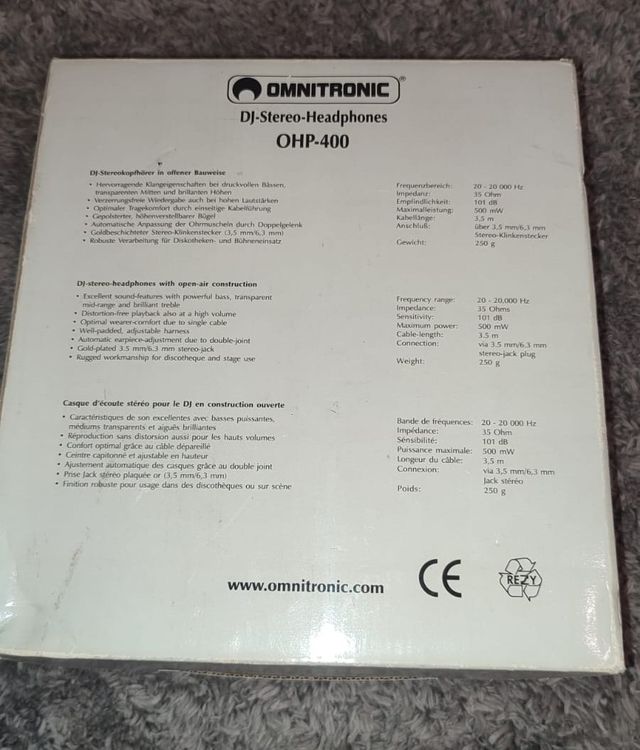 OMNITRONIC®
DJ-Stereo-Headphones
OHP-400
DJ-Stereokopfhörer in offener Bauweise
• Hervorragende Klangeigenschaften bei druckvollen Bässen,
transparenten Mitten und brillanten Höhen
• Verzerrungsfreie Wiedergabe auch bei hohen Lautstärken
• Optimaler Tragekomfort durch einseitige Kabelführung
• Gepolsterter, höhenverstellbarer Bügel
• Automatische Anpassung der Ohrmuscheln durch Doppelgelenk
• Goldbeschichteter Stereo-Klinkenstecker (3,5 mm/6,3 mm)
• Robuste Verarbeitung für Diskotheken- und Bühneneinsatz
Frequenzbereich: 20 - 20 000 Hz
Impedanz: 35 Ohm
Empfindlichkeit: 101 dB
Maximalleistung: 500 mW
Kabellänge: 3,5 m
Anschluß: über 3,5 mm/6,3 mm
Stereo-Klinkenstecker
Gewicht: 250 g
DJ-stereo-headphones with open-air construction
• Excellent sound-features with powerful bass, transparent
mid-range and brilliant treble
• Distortion-free playback also at a high volume
• Optimal wearer-comfort due to single cable
• Well-padded, adjustable harness
• Automatic earpiece-adjustment due to double-joint
• Gold-plated 3.5 mm/6,3 mm stereo-jack
• Rugged workmanship for discotheque and stage use
Frequency range: 20 - 20,000 Hz
Impedance: 35 Ohms
Sensitivity: 101 dB
Maximum power: 500 mW
Cable-length: 3.5 m
Connection: via 3.5 mm/6.3 mm
stereo-jack plug
Weight: 250 g
Casque d'écoute stéréo pour le DJ en construction ouverte
• Caractéristiques de son excellentes avec basses puissantes,
médiums transparents et aiguës brillantes
• Réproduction sans distorsion aussi pour les hauts volumes
• Confort optimal grâce au câble dépareillé
• Ceintre capitonné et ajustable en hauteur
• Ajustement automatique des casques grâce au double joint
• Prise Jack stéréo plaquée or (3,5 mm/6,3 mm)
• Finition robuste pour usage dans des discothèques ou sur scène
Bande de fréquences: 20 - 20 000 Hz
Impédance: 35 Ohm
Sénsibilité: 101 dB
Puissance maximale: 500 mW
Longeur du câble: 3,5 m
Connexion: via 3,5 mm/6,3 mm
Jack stéréo
Poids: 250 g
www.omnitronic.com
CE
REZY